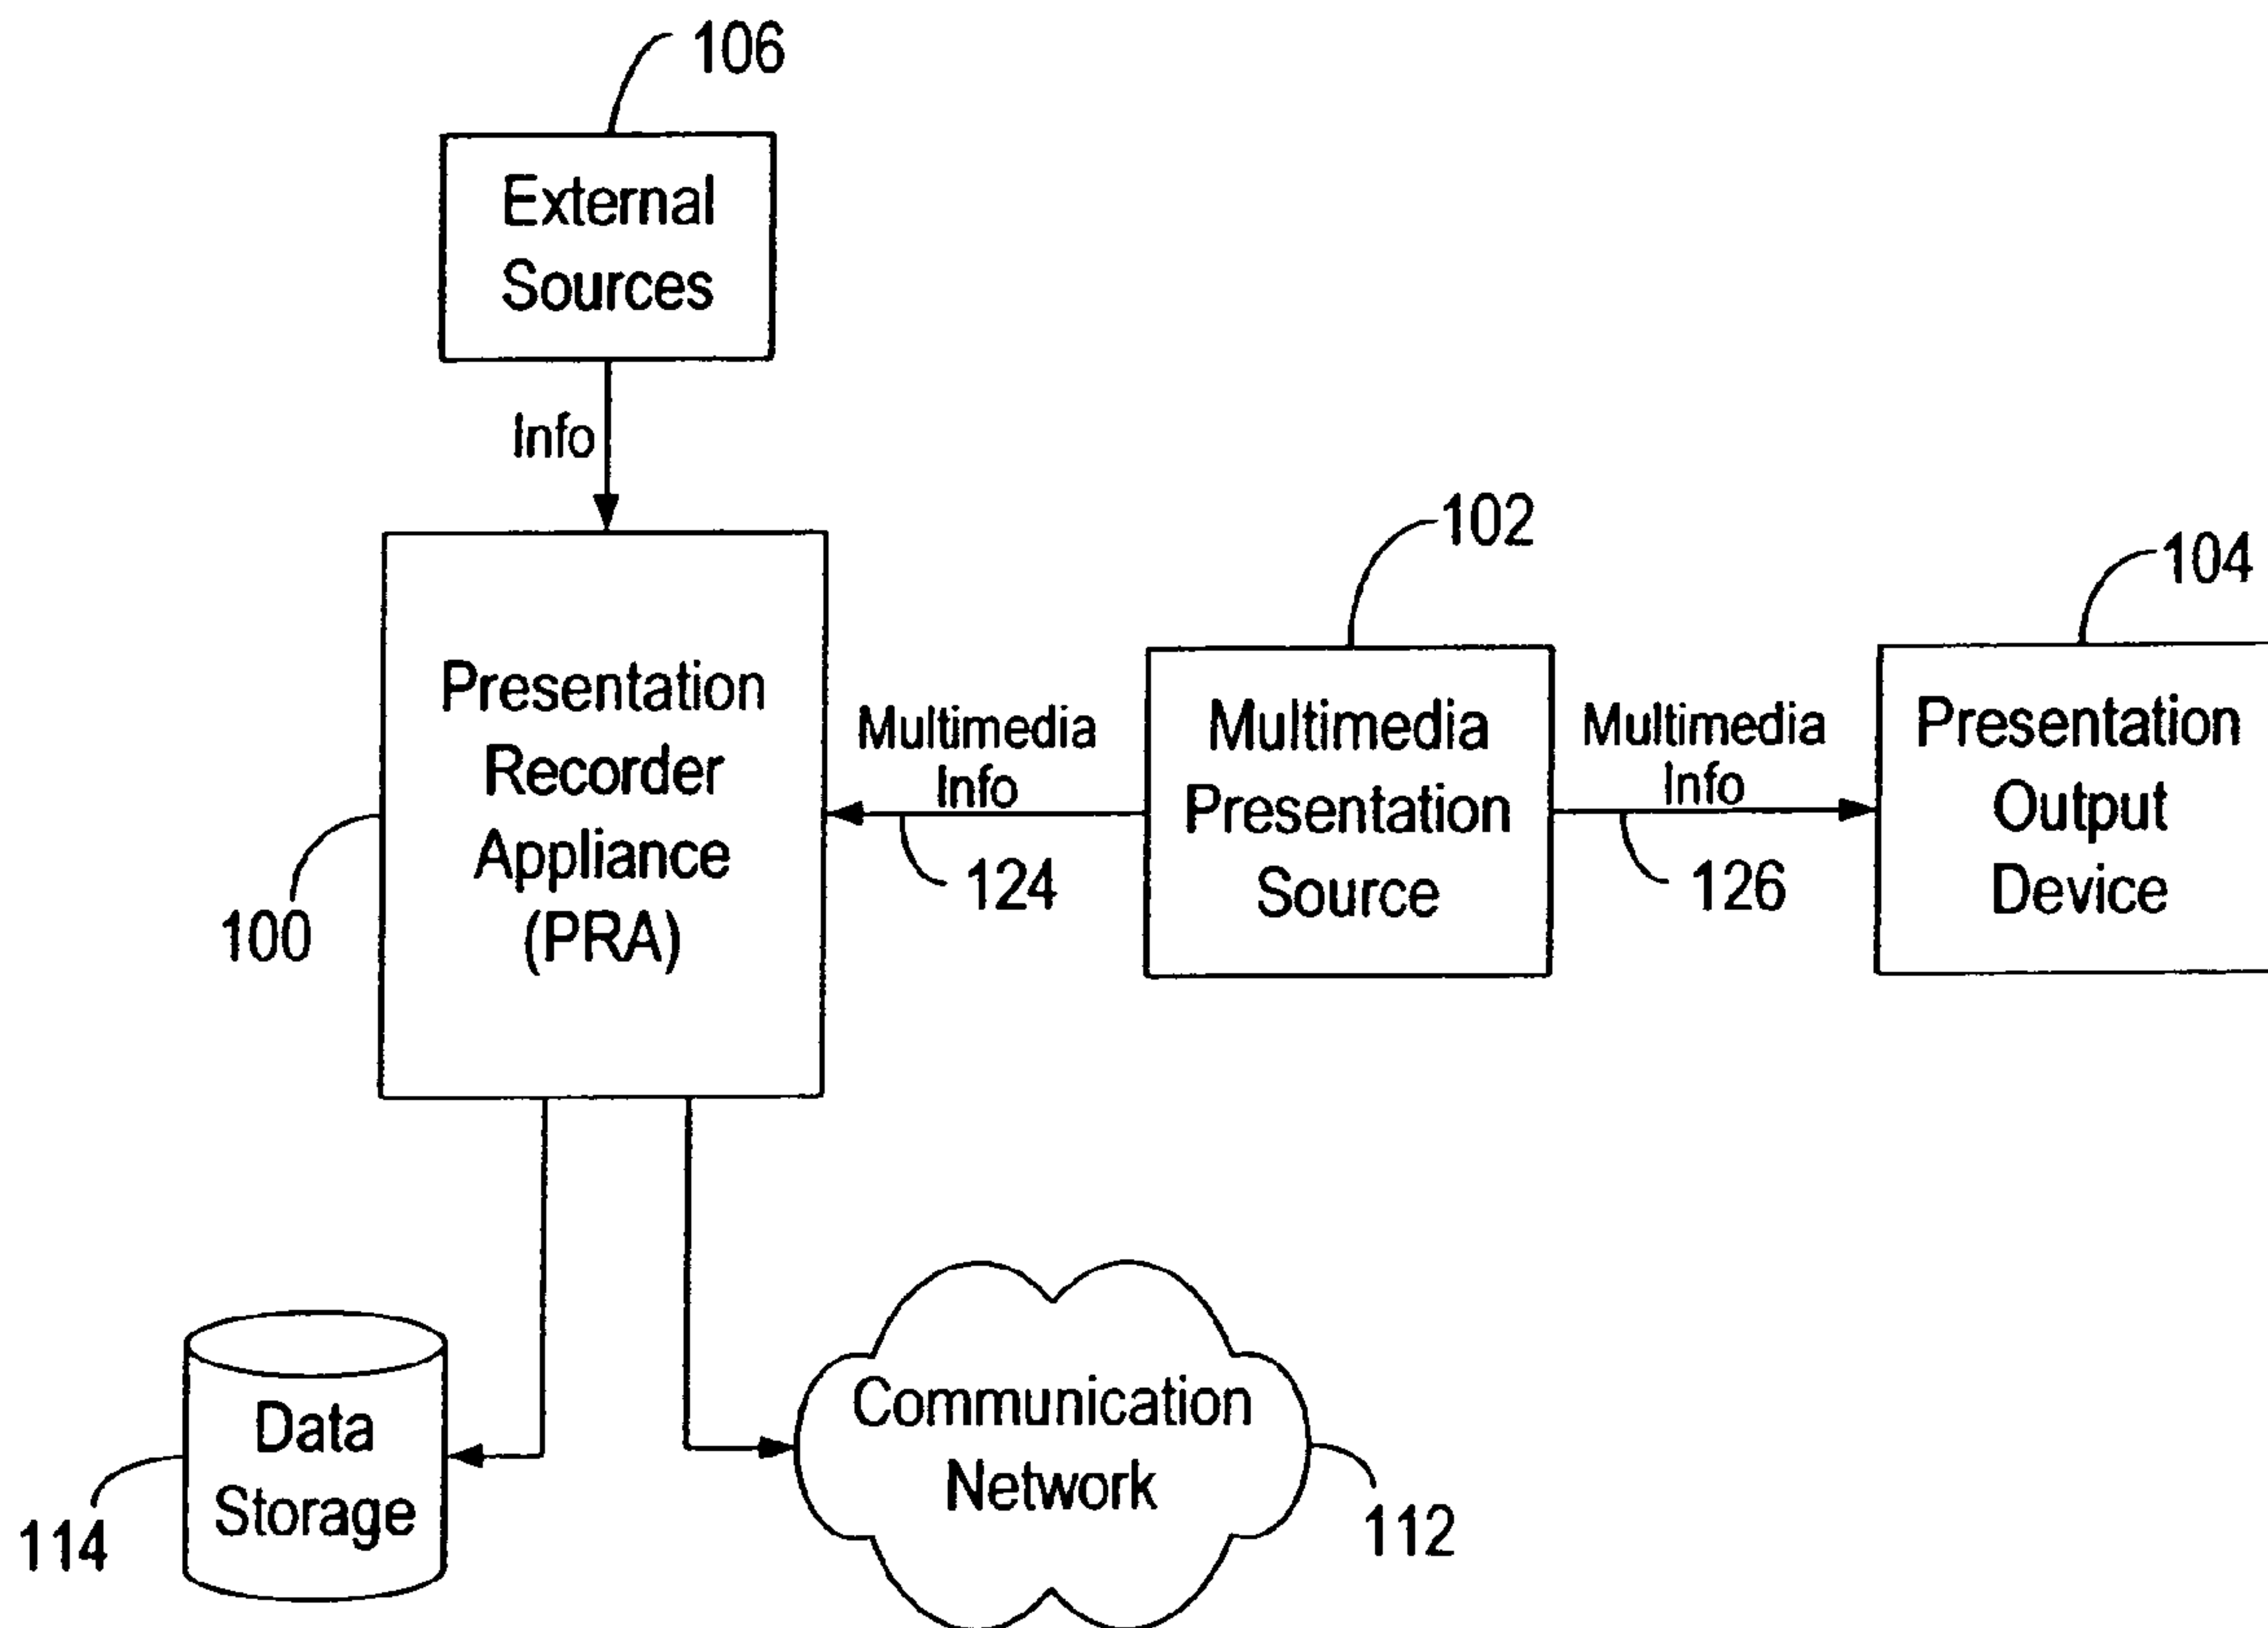 106
External
Sources
Info
102
104
Presentation
Recorder
Appliance
(PRA)
100
Multimedia
Info
124
Multimedia
Presentation
Source
Multimedia
Info
126
Presentation
Output
Device
Data
Storage
114
Communication
Network
112